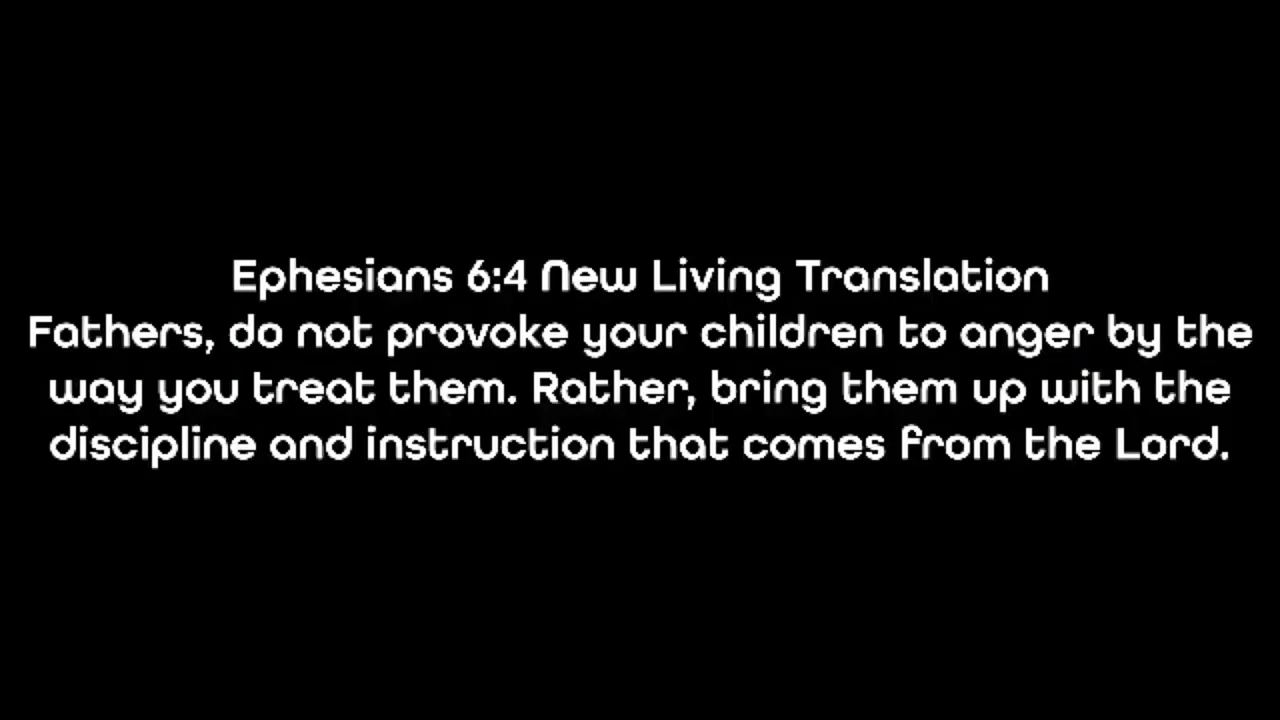 Ephesians 6:4 New Living Translation
Fathers, do not provoke your children to anger by the
way you treat them. Rather, bring them up with the
discipline and instruction that comes from the Lord.